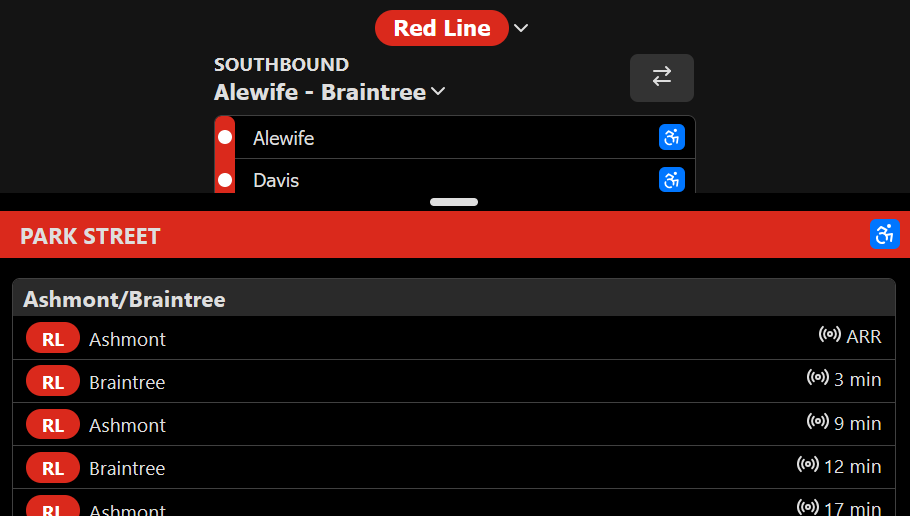 Red Line
SOUTHBOUND
Alewife - Braintree
Alewife
Davis
PARK STREET
Ashmont/Braintree
RL Ashmont ARR
RL Braintree 3 min
RL Ashmont 9 min
RL Braintree 12 min
RL Ashmont 17 min